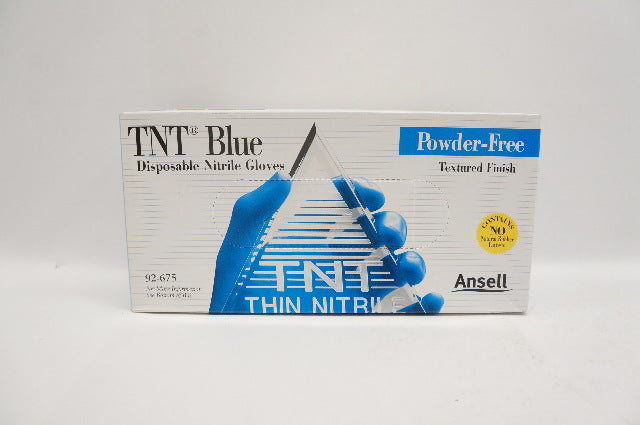 TNT® Blue
Disposable Nitrile Gloves
Powder-Free
Textured Finish
CONTAINS
NO
Natural Rubber
Latex
TNT
THIN NITRILE
92-675
Ansell